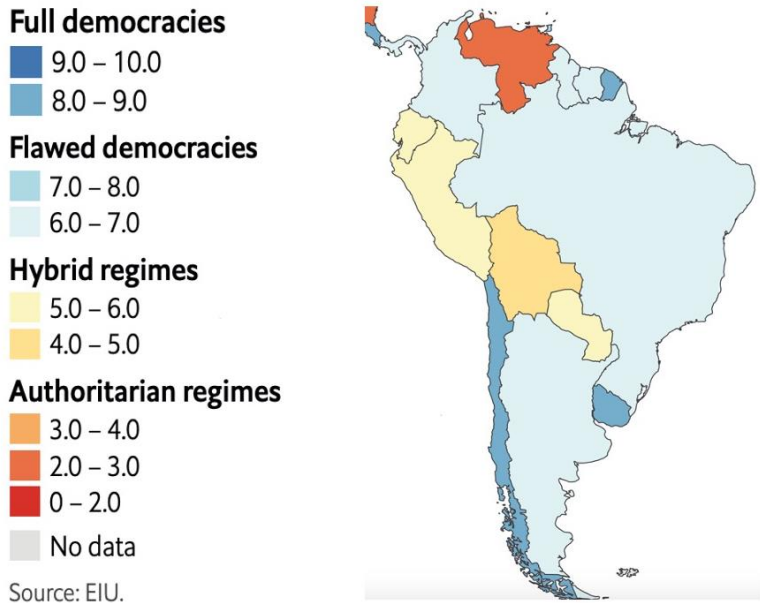 Full democracies
9.0 – 10.0
8.0 – 9.0
Flawed democracies
7.0 – 8.0
6.0 – 7.0
Hybrid regimes
5.0 – 6.0
4.0 – 5.0
Authoritarian regimes
3.0 – 4.0
2.0 – 3.0
0 – 2.0
No data
Source: EIU.